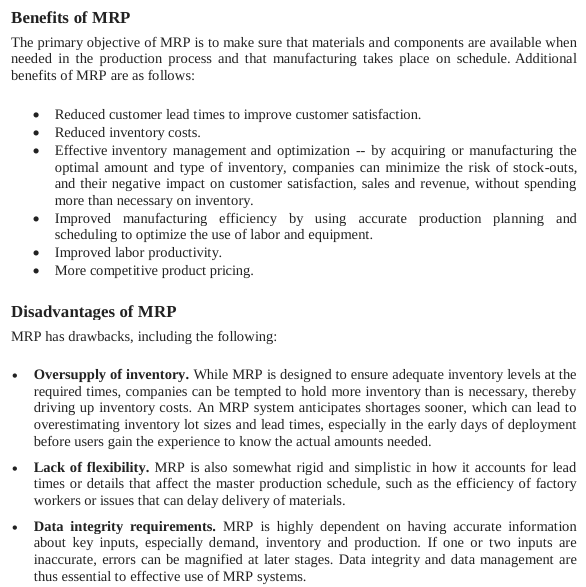 Benefits of MRP
The primary objective of MRP is to make sure that materials and components are available when
needed in the production process and that manufacturing takes place on schedule. Additional
benefits of MRP are as follows:
• Reduced customer lead times to improve customer satisfaction.
• Reduced inventory costs.
• Effective inventory management and optimization -- by acquiring or manufacturing the
optimal amount and type of inventory, companies can minimize the risk of stock-outs,
and their negative impact on customer satisfaction, sales and revenue, without spending
more than necessary on inventory.
• Improved manufacturing efficiency by using accurate production planning and
scheduling to optimize the use of labor and equipment.
• Improved labor productivity.
• More competitive product pricing.
Disadvantages of MRP
MRP has drawbacks, including the following:
• Oversupply of inventory. While MRP is designed to ensure adequate inventory levels at the
required times, companies can be tempted to hold more inventory than is necessary, thereby
driving up inventory costs. An MRP system anticipates shortages sooner, which can lead to
overestimating inventory lot sizes and lead times, especially in the early days of deployment
before users gain the experience to know the actual amounts needed.
• Lack of flexibility. MRP is also somewhat rigid and simplistic in how it accounts for lead
times or details that affect the master production schedule, such as the efficiency of factory
workers or issues that can delay delivery of materials.
• Data integrity requirements. MRP is highly dependent on having accurate information
about key inputs, especially demand, inventory and production. If one or two inputs are
inaccurate, errors can be magnified at later stages. Data integrity and data management are
thus essential to effective use of MRP systems.